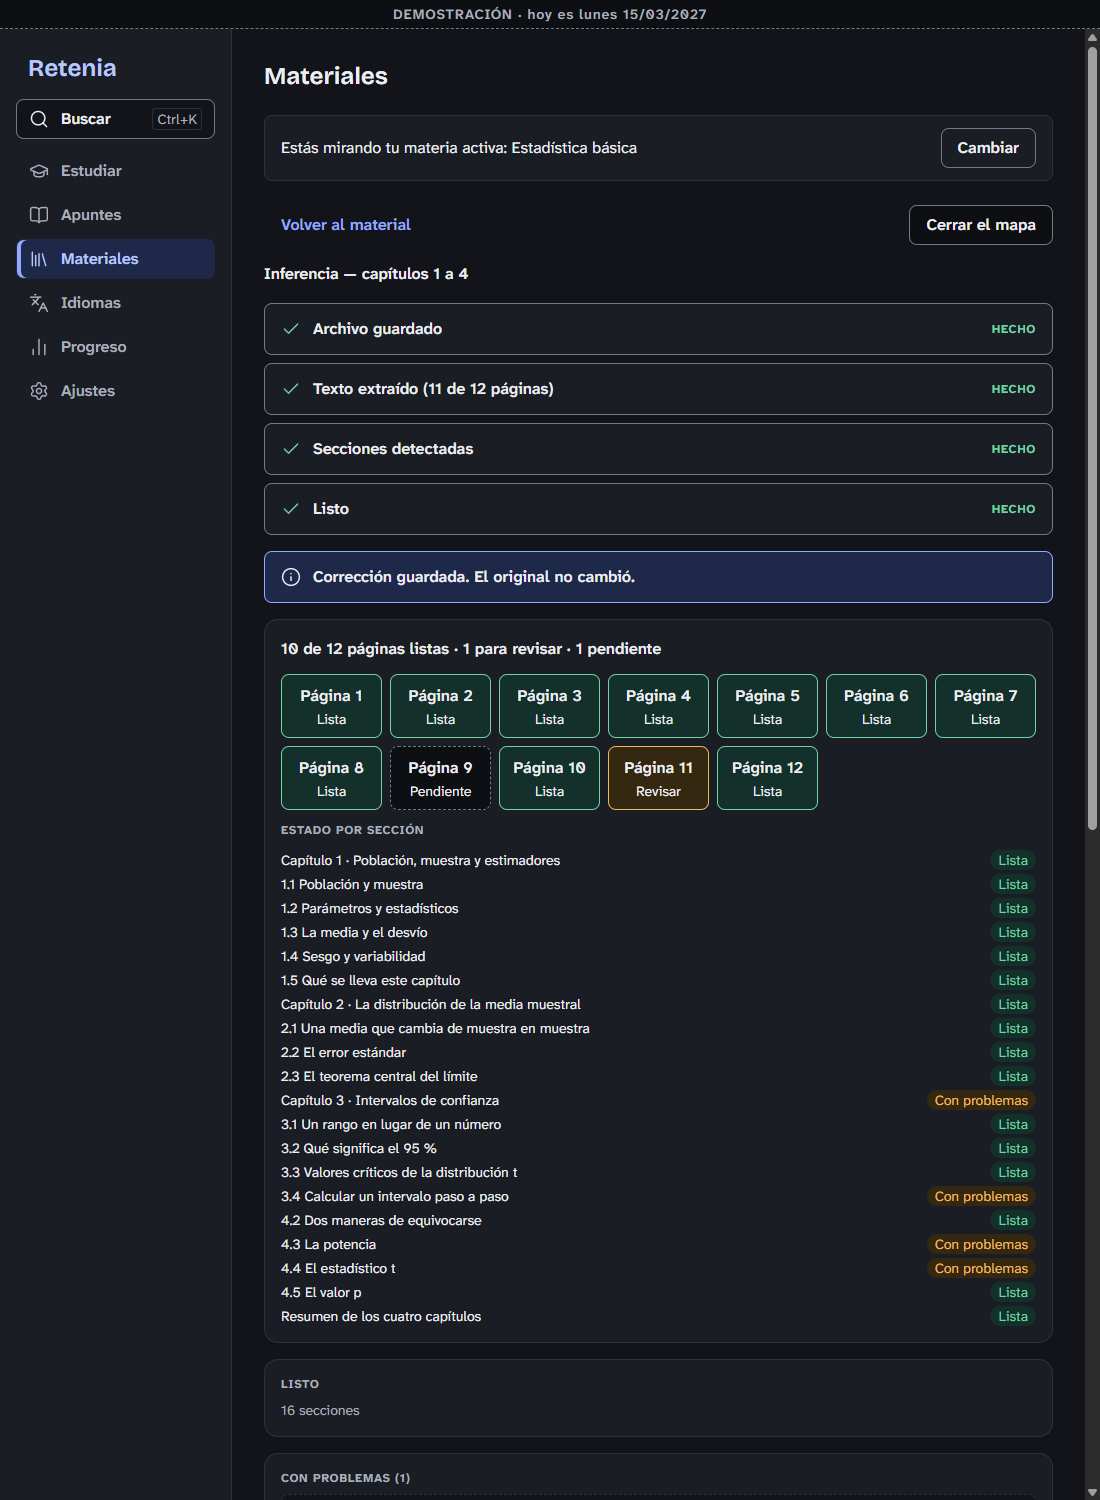 DEMOSTRACIÓN · hoy es lunes 15/03/2027
Retenia
Buscar Ctrl+K
Estudiar
Apuntes
Materiales
Idiomas
Progreso
Ajustes
Materiales
Estás mirando tu materia activa: Estadística básica
Cambiar
Volver al material
Cerrar el mapa
Inferencia — capítulos 1 a 4
Archivo guardado HECHO
Texto extraído (11 de 12 páginas) HECHO
Secciones detectadas HECHO
Listo HECHO
Corrección guardada. El original no cambió.
10 de 12 páginas listas · 1 para revisar · 1 pendiente
Página 1 Página 2 Página 3 Página 4 Página 5 Página 6 Página 7
Lista Lista Lista Lista Lista Lista Lista
Página 8 Página 9 Página 10 Página 11 Página 12
Lista Pendiente Lista Revisar Lista
ESTADO POR SECCIÓN
Capítulo 1 · Población, muestra y estimadores Lista
1.1 Población y muestra Lista
1.2 Parámetros y estadísticos Lista
1.3 La media y el desvío Lista
1.4 Sesgo y variabilidad Lista
1.5 Qué se lleva este capítulo Lista
Capítulo 2 · La distribución de la media muestral Lista
2.1 Una media que cambia de muestra en muestra Lista
2.2 El error estándar Lista
2.3 El teorema central del límite Lista
Capítulo 3 · Intervalos de confianza Con problemas
3.1 Un rango en lugar de un número Lista
3.2 Qué significa el 95 % Lista
3.3 Valores críticos de la distribución t Lista
3.4 Calcular un intervalo paso a paso Con problemas
4.2 Dos maneras de equivocarse Lista
4.3 La potencia Con problemas
4.4 El estadístico t Con problemas
4.5 El valor p Lista
Resumen de los cuatro capítulos Lista
LISTO
16 secciones
CON PROBLEMAS (1)